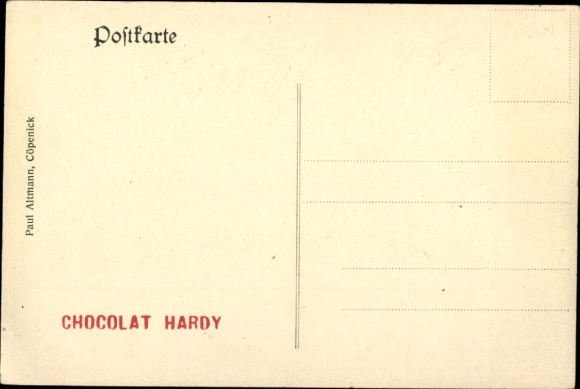 Postkarte
Paul Altmann, Cöpenick
CHOCOLAT HARDY